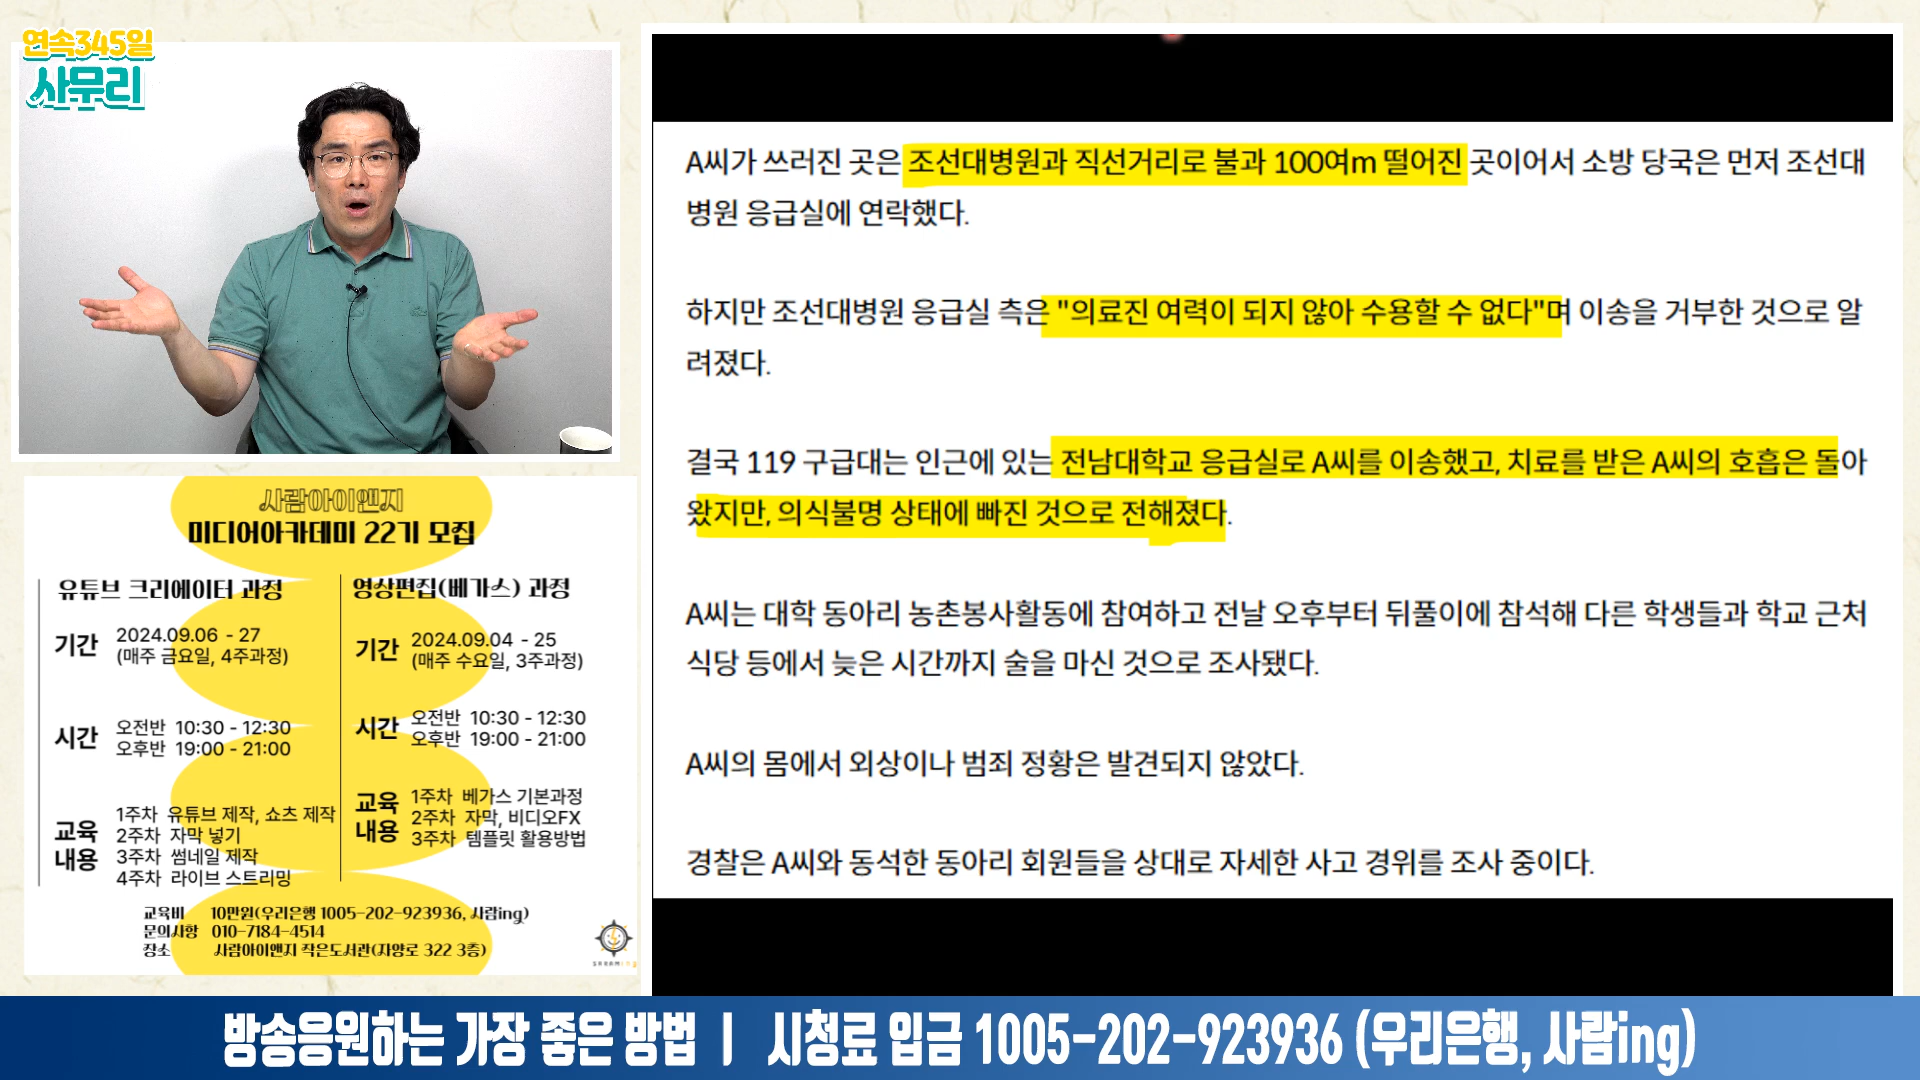 연속345일
사무리
A씨가 쓰러진 곳은 조선대병원과 직선거리로 불과 100여m 떨어진 곳이어서 소방 당국은 먼저 조선대
병원 응급실에 연락했다.
하지만 조선대병원 응급실 측은 "의료진 여력이 되지 않아 수용할 수 없다"며 이송을 거부한 것으로 알
려졌다.
결국 119 구급대는 인근에 있는 전남대학교 응급실로 A씨를 이송했고, 치료를 받은 A씨의 호흡은 돌아
왔지만, 의식불명 상태에 빠진 것으로 전해졌다.
A씨는 대학 동아리 농촌봉사활동에 참여하고 전날 오후부터 뒤풀이에 참석해 다른 학생들과 학교 근처
식당 등에서 늦은 시간까지 술을 마신 것으로 조사됐다.
A씨의 몸에서 외상이나 범죄 정황은 발견되지 않았다.
경찰은 A씨와 동석한 동아리 회원들을 상대로 자세한 사고 경위를 조사 중이다.
사람아이앤지
미디어아카데미 22기 모집
유튜브 크리에이터 과정
기간 2024.09.06 - 27
(매주 금요일, 4주과정)
시간 오전반 10:30 - 12:30
오후반 19:00 - 21:00
교육 내용
1주차 유튜브 제작, 쇼츠 제작
2주차 자막 넣기
3주차 썸네일 제작
4주차 라이브 스트리밍
영상편집(베가스) 과정
기간 2024.09.04 - 25
(매주 수요일, 3주과정)
시간 오전반 10:30 - 12:30
오후반 19:00 - 21:00
교육 내용
1주차 베가스 기본과정
2주차 자막, 비디오FX
3주차 템플릿 활용방법
교육비 10만원(우리은행 1005-202-923936, 사람ing)
문의사항 010-7184-4514
장소 사람아이앤지 작은도서관(자양로 322 3층)
방송응원하는 가장 좋은 방법 | 시청료 입금 1005-202-923936 (우리은행, 사람ing)